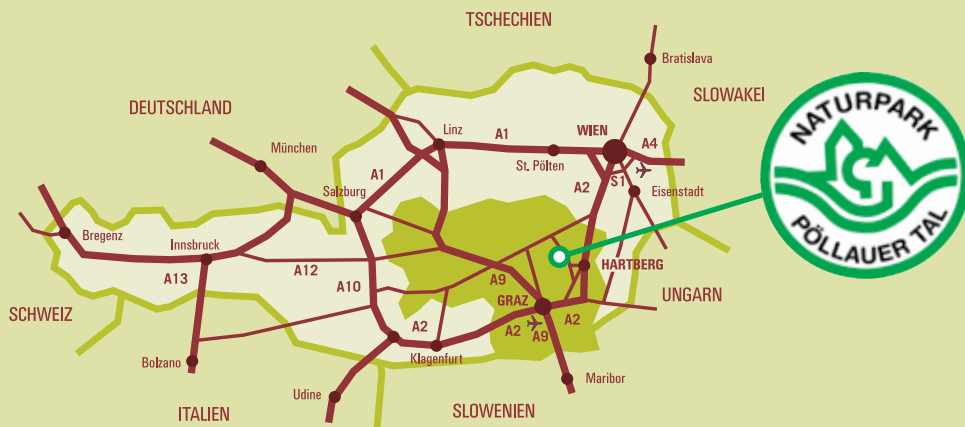 TSCHECHIEN
Bratislava
SLOWAKEI
DEUTSCHLAND
München
Linz
A1
WIEN
A4
St. Pölten
A1
A2
S1
Eisenstadt
Salzburg
Bregenz
Innsbruck
A13
A12
A10
A9
HARTBERG
GRAZ
UNGARN
SCHWEIZ
A2
A2
A9
A2
Klagenfurt
Bolzano
Udine
Maribor
ITALIEN
SLOWENIEN
NATURPARK
PÖLLAUER TAL